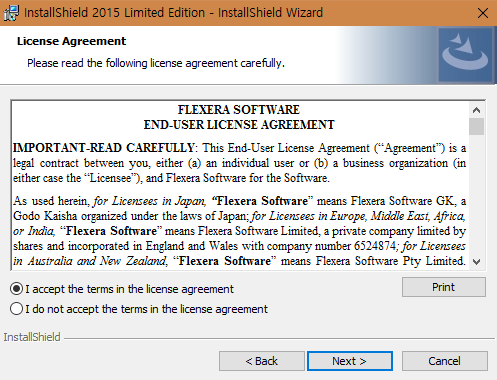 InstallShield 2015 Limited Edition - InstallShield Wizard
License Agreement
Please read the following license agreement carefully.
FLEXERA SOFTWARE
END-USER LICENSE AGREEMENT
IMPORTANT-READ CAREFULLY: This End-User License Agreement (“Agreement”) is a
legal contract between you, either (a) an individual user or (b) a business organization (in
either case the “Licensee”), and Flexera Software for the Software.
As used herein, for Licensees in Japan, “Flexera Software” means Flexera Software GK, a
Godo Kaisha organized under the laws of Japan; for Licensees in Europe, Middle East, Africa,
or India, “Flexera Software” means Flexera Software Limited, a private company limited by
shares and incorporated in England and Wales with company number 6524874; for Licensees
in Australia and New Zealand, “Flexera Software” means Flexera Software Pty Limited.
I accept the terms in the license agreement
Print
I do not accept the terms in the license agreement
InstallShield
< Back
Next >
Cancel